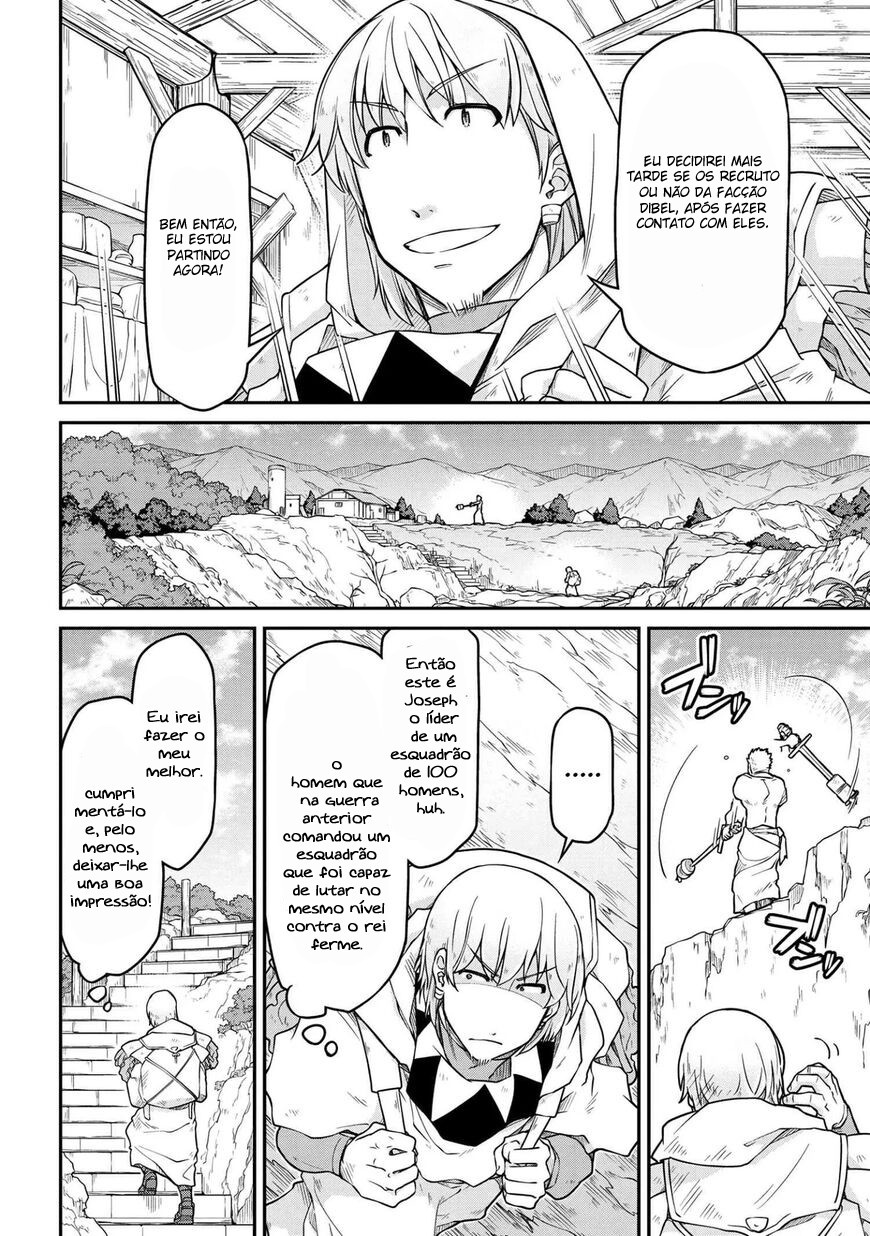 EU DECIDIREI MAIS
TARDE SE OS RECRUTO
OU NÃO DA FACÇÃO
DIBEL, APÓS FAZER
CONTATO COM ELES.
BEM ENTÃO,
EU ESTOU
PARTINDO
AGORA!
......
Então
este é
Joseph
o líder
de um
esquadrão
de 100
homens,
huh.
O
homem que
na guerra
anterior
comandou um
esquadrão
que foi capaz
de lutar no
mesmo nível
contra o rei
ferme.
Eu irei
fazer o
meu
melhor.
cumpri
mentá-lo
e, pelo
menos,
deixar-lhe
uma boa
impressão!